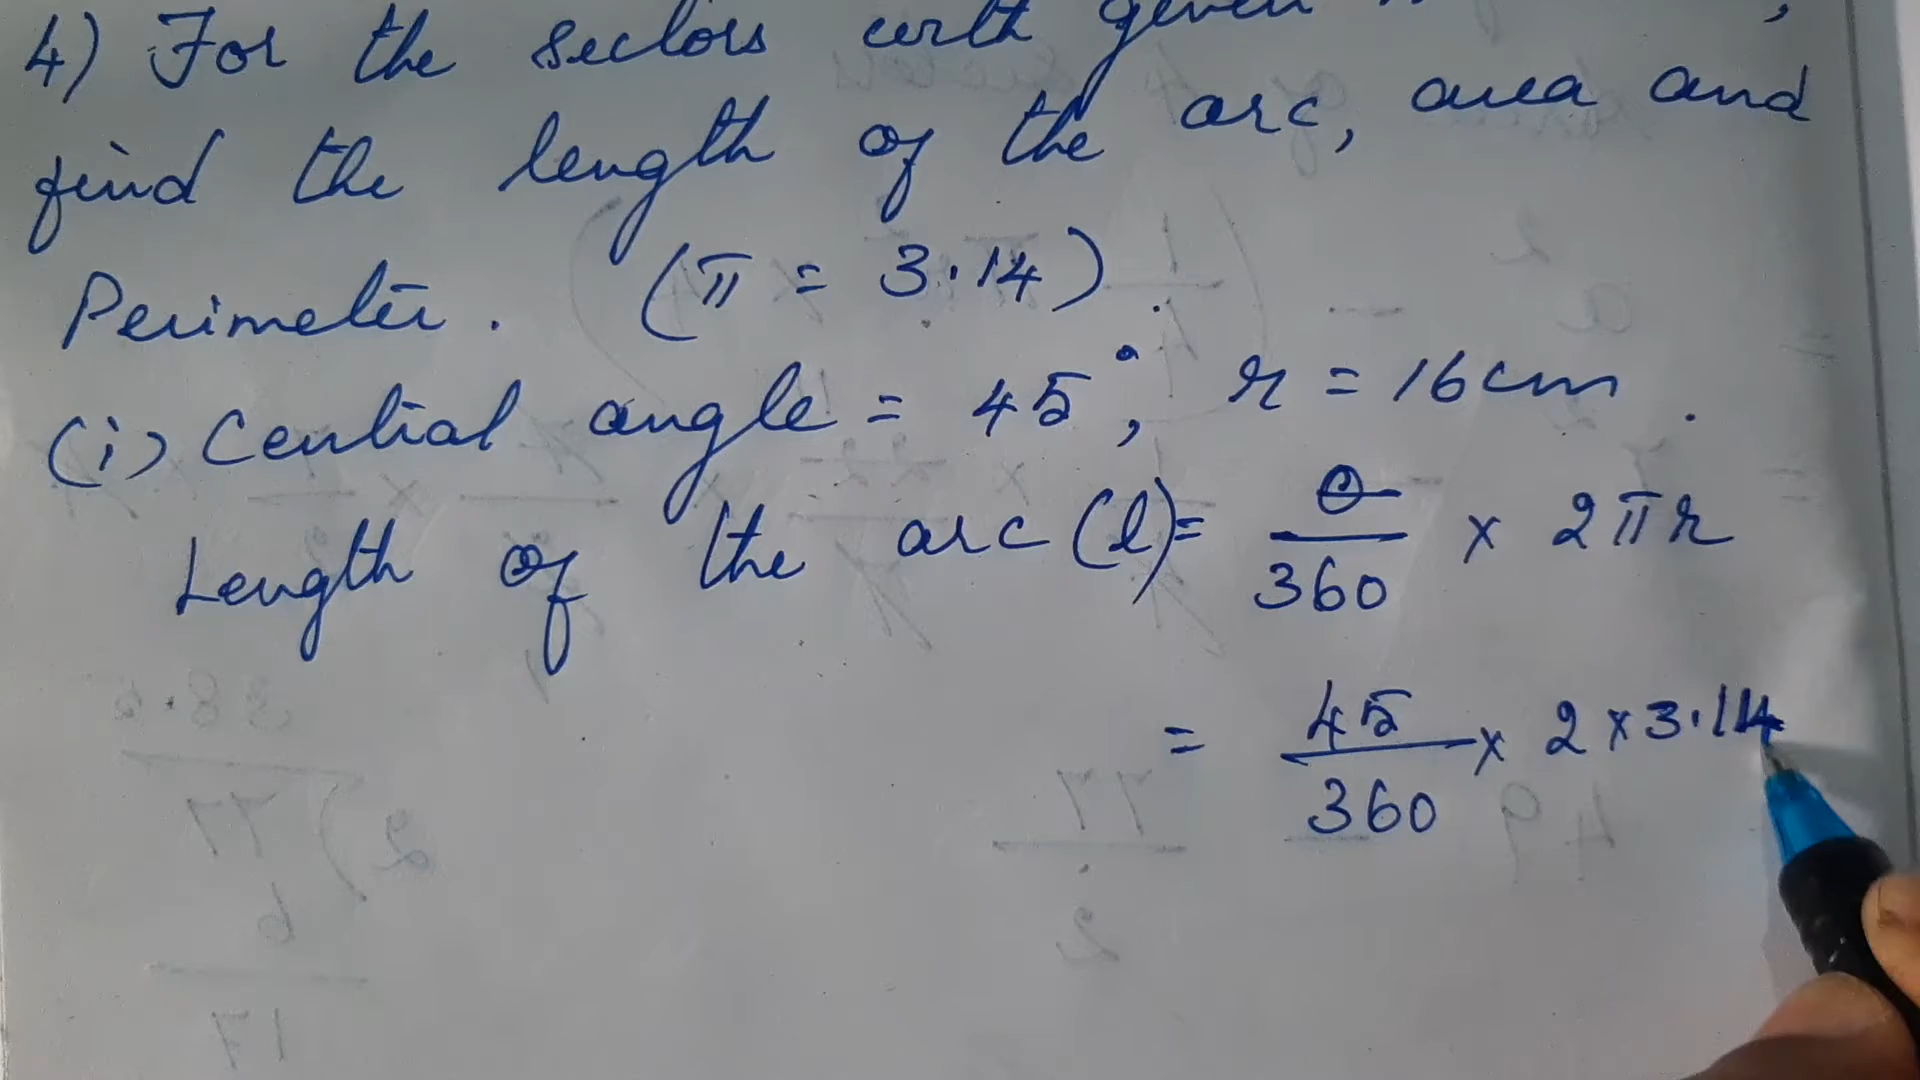 4) For the sectors with given
find the length of the arc, area and
Perimeter. (π = 3.14).
(i) Central angle = 45°, r = 16cm.
Length of the arc (l) = θ/360 × 2πr
= 45/360 × 2 × 3.14